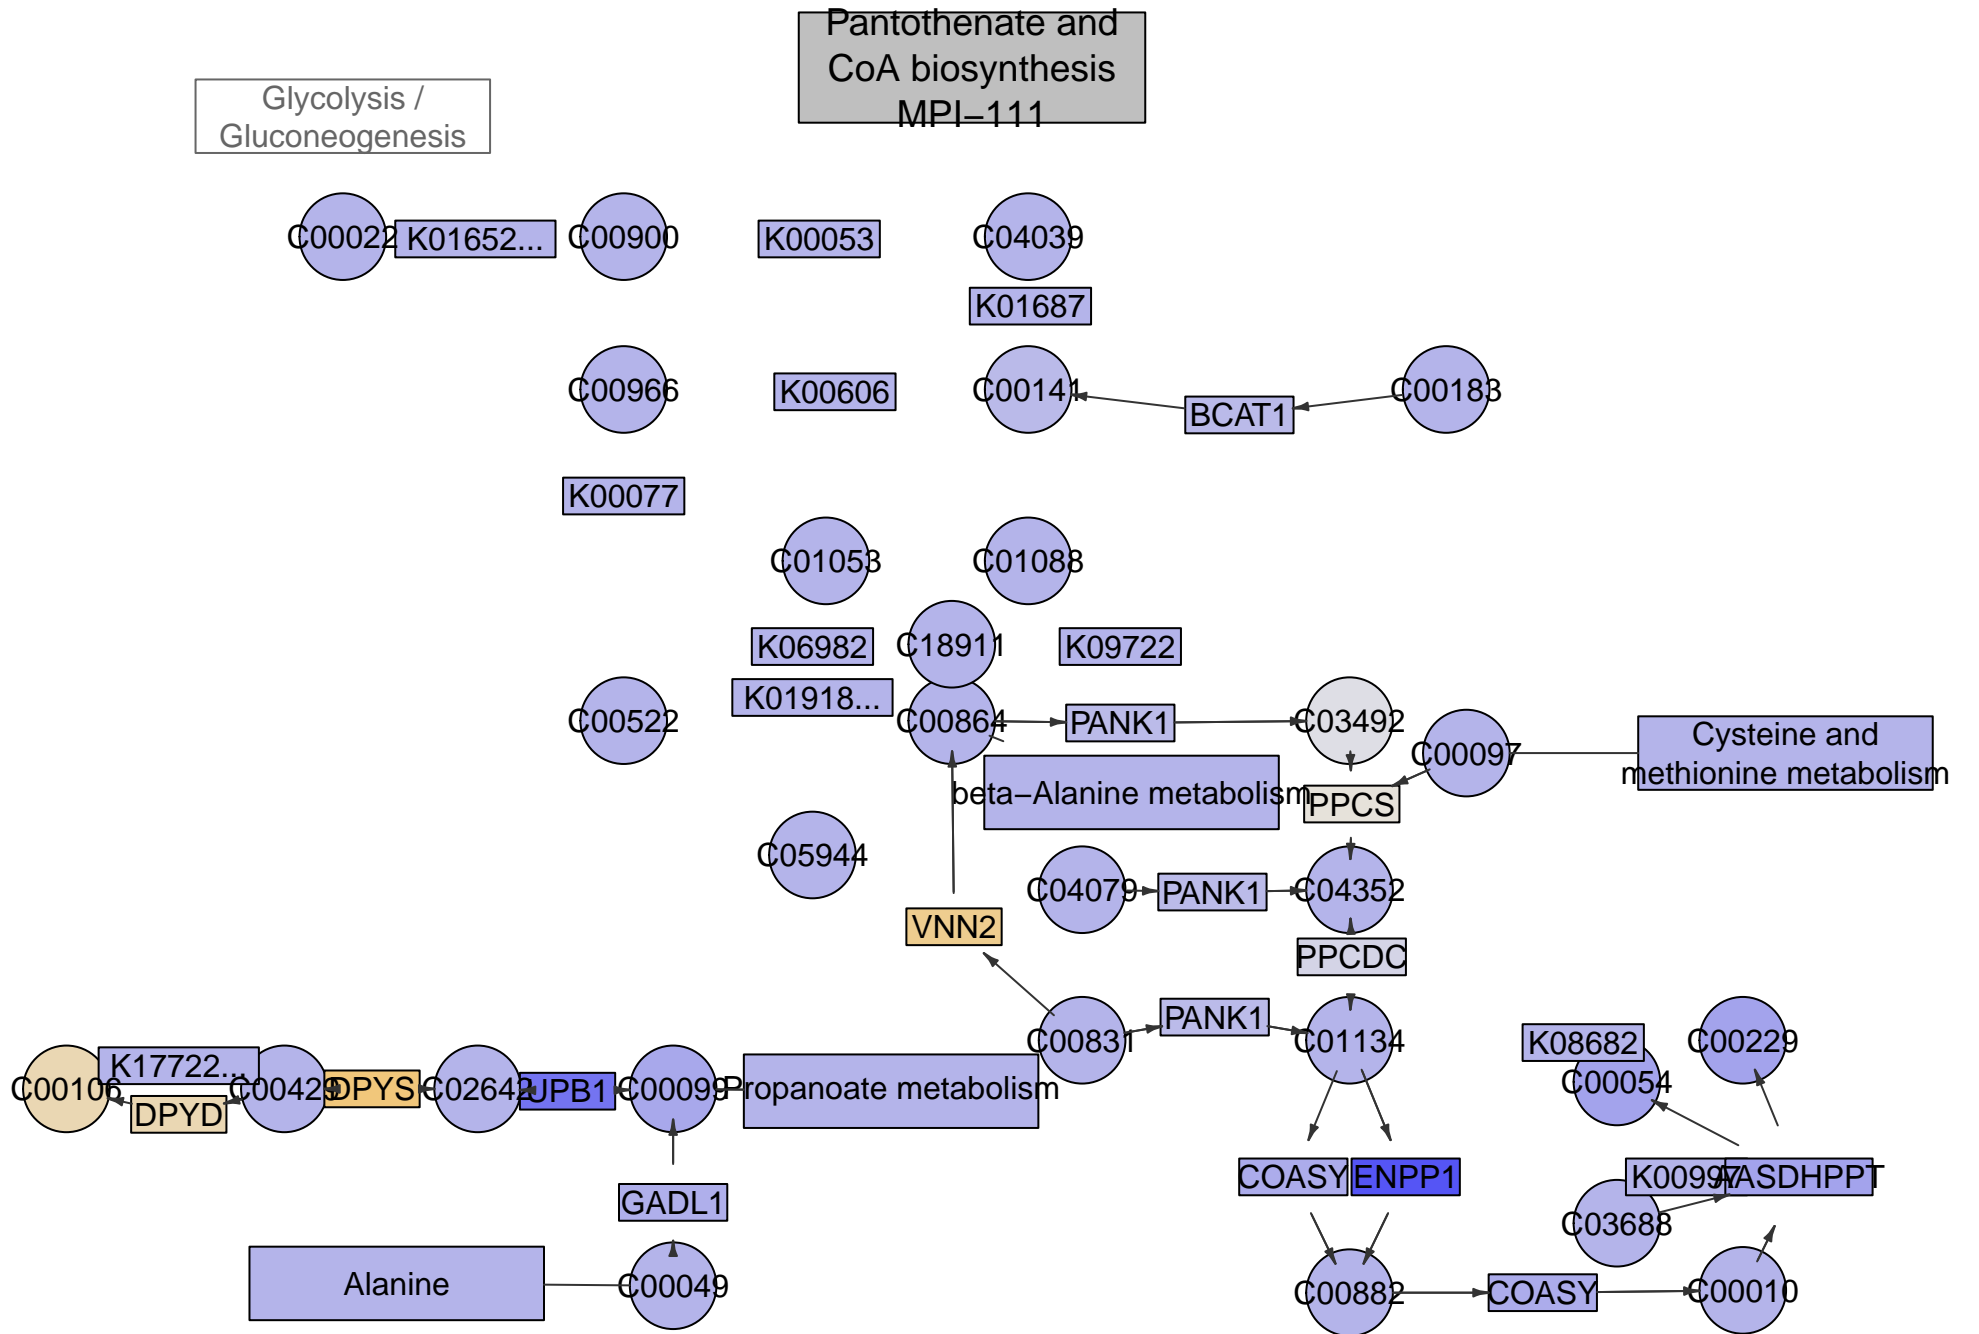 Pantothenate and
CoA biosynthesis
MPI–111
Glycolysis /
Gluconeogenesis
C00022
K01652...
C00900
K00053
C04039
K01687
C00966
K00606
C00141
BCAT1
C00183
K00077
C01053
C01088
K06982
C18911
K09722
K01918...
C00522
C00864
PANK1
C03492
C00097
Cysteine and
methionine metabolism
beta–Alanine metabolism
PPCS
C05944
C04079
PANK1
C04352
VNN2
PPCDC
C00831
PANK1
C01134
K08682
C00229
C00054
C00106
K17722...
C00429
DPYD
DPYS
C02642
UPB1
C00099
Propanoate metabolism
COASY
ENPP1
K00997
AASDHPPT
GADL1
C03688
Alanine
C00049
C00882
COASY
C00010